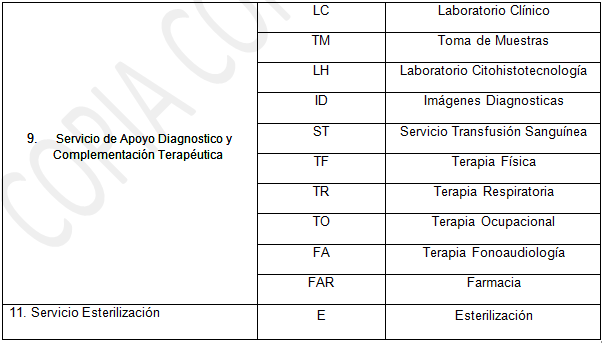 LC Laboratorio Clínico
TM Toma de Muestras
LH Laboratorio Citohistotecnología
ID Imágenes Diagnosticas
9. Servicio de Apoyo Diagnostico y
Complementación Terapéutica
ST Servicio Transfusión Sanguínea
TF Terapia Física
TR Terapia Respiratoria
TO Terapia Ocupacional
FA Terapia Fonoaudiología
FAR Farmacia
11. Servicio Esterilización E Esterilización
COPIA CO